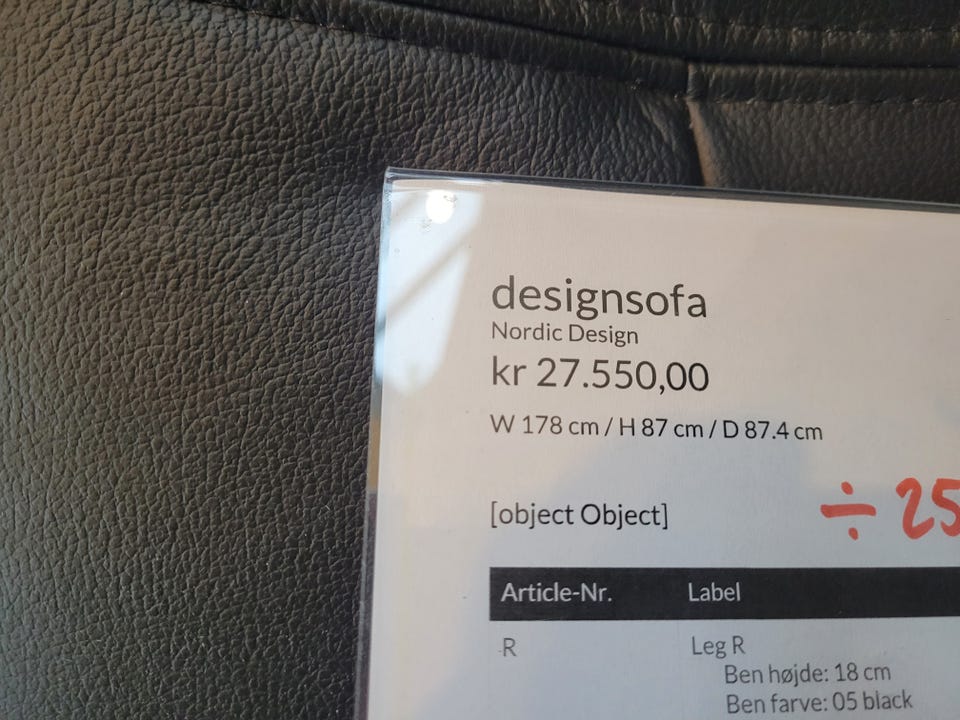 designsofa
Nordic Design
kr 27.550,00
W 178 cm / H 87 cm / D 87.4 cm
[object Object]
÷ 25
Article-Nr. Label
R Leg R
Ben højde: 18 cm
Ben farve: 05 black